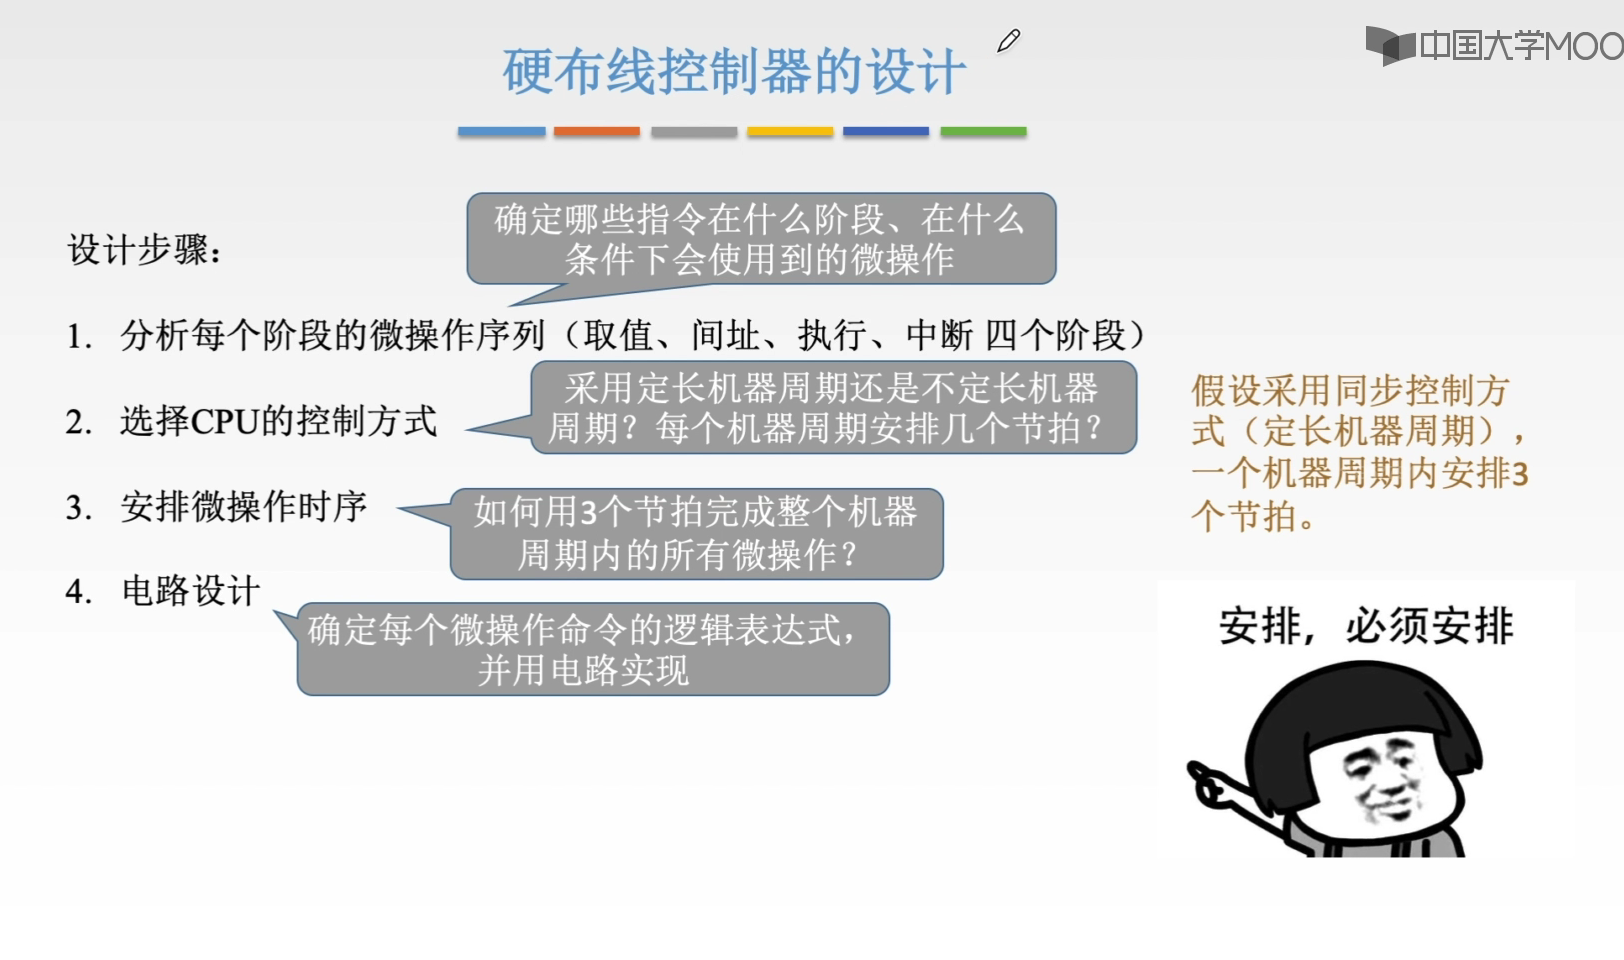 中国大学MOO
硬布线控制器的设计
确定哪些指令在什么阶段、在什么
条件下会使用到的微操作
设计步骤：
1. 分析每个阶段的微操作序列（取值、间址、执行、中断 四个阶段）
采用定长机器周期还是不定长机器
周期？每个机器周期安排几个节拍？
2. 选择CPU的控制方式
假设采用同步控制方
式（定长机器周期），
一个机器周期内安排3
个节拍。
3. 安排微操作时序
如何用3个节拍完成整个机器
周期内的所有微操作？
4. 电路设计
确定每个微操作命令的逻辑表达式，
并用电路实现
安排，必须安排